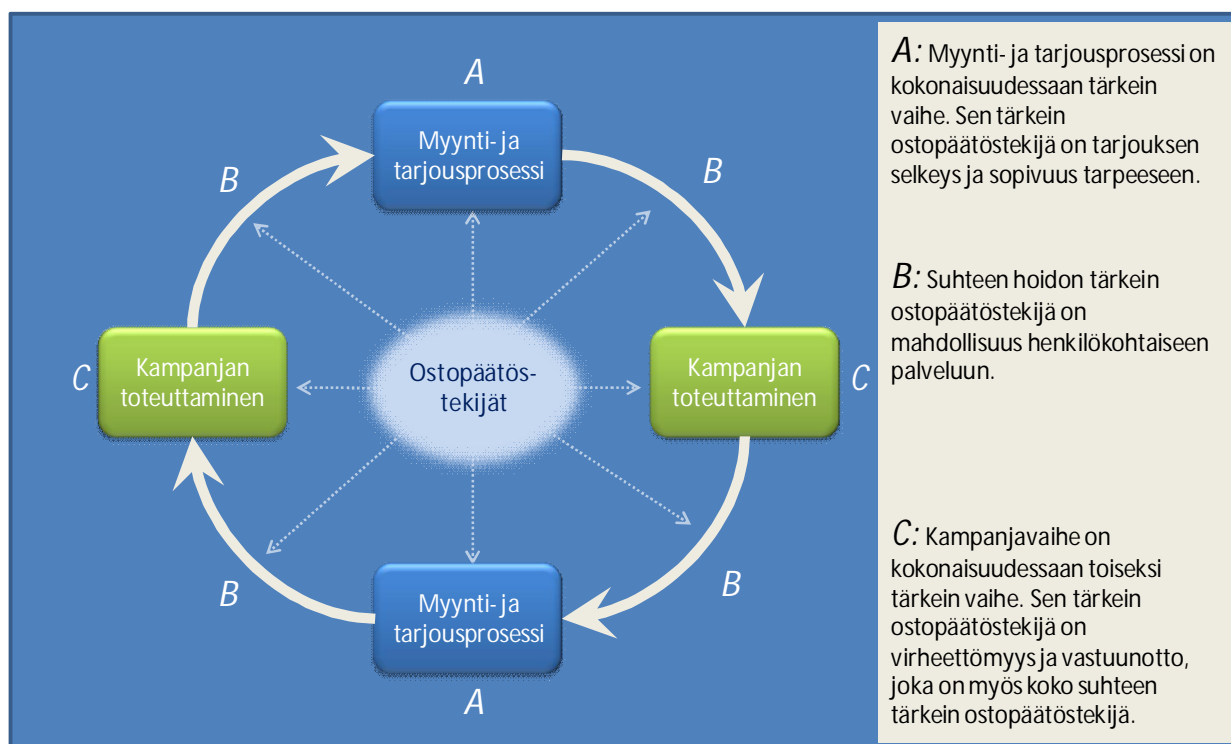 A
Myynti- ja
tarjousprosessi
B
B
C
Kampanjan
toteuttaminen
Ostopäätös-
tekijät
Kampanjan
toteuttaminen
C
B
B
Myynti- ja
tarjousprosessi
A
A: Myynti- ja tarjousprosessi on
kokonaisuudessaan tärkein
vaihe. Sen tärkein
ostopäätöstekijä on tarjouksen
selkeys ja sopivuus tarpeeseen.
B: Suhteen hoidon tärkein
ostopäätöstekijä on
mahdollisuus henkilökohtaiseen
palveluun.
C: Kampanjavaihe on
kokonaisuudessaan toiseksi
tärkein vaihe. Sen tärkein
ostopäätöstekijä on
virheettömyys ja vastuunotto,
joka on myös koko suhteen
tärkein ostopäätöstekijä.